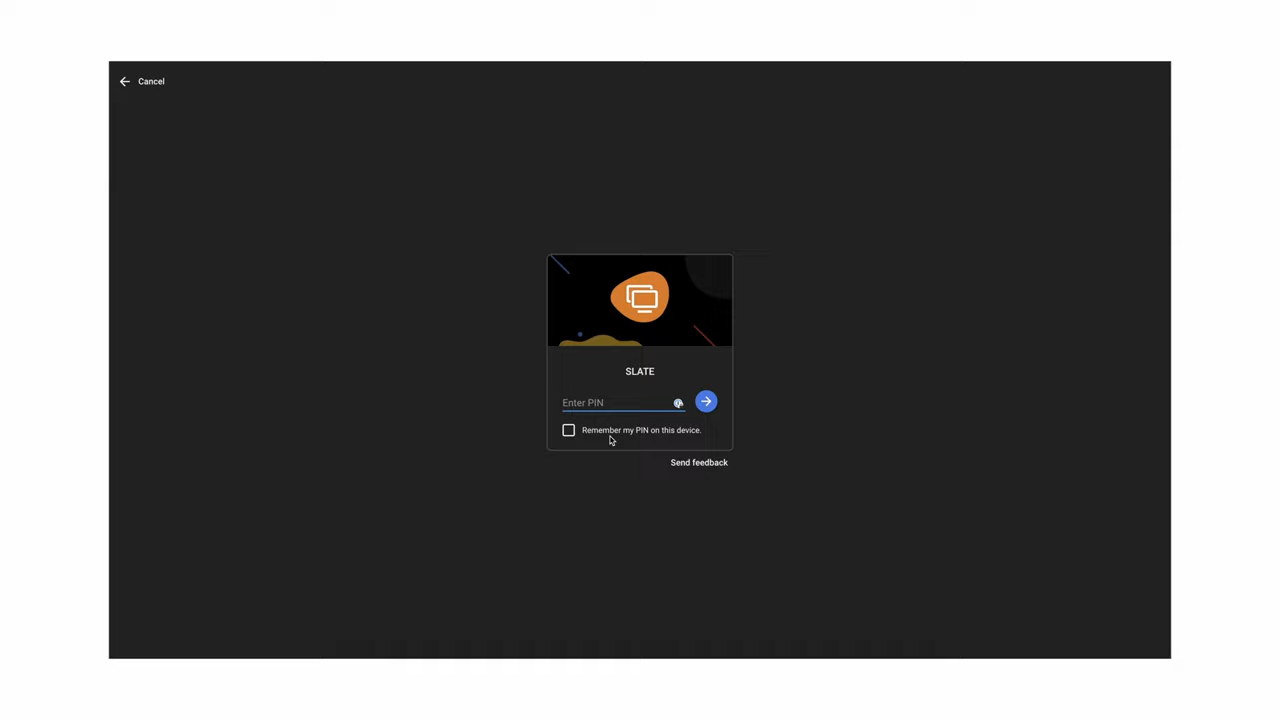 Cancel
SLATE
Enter PIN
Remember my PIN on this device.
Send feedback